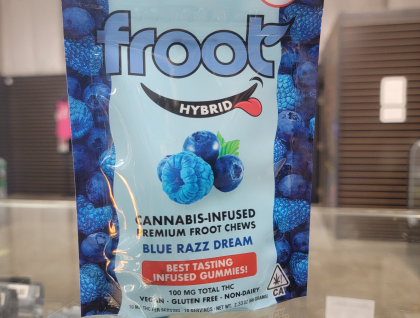 froot
HYBRID
CANNABIS-INFUSED
PREMIUM FROOT CHEWS
BLUE RAZZ DREAM
BEST TASTING
INFUSED GUMMIES!
100 MG TOTAL THC
VEGAN - GLUTEN FREE - NON-DAIRY
CA